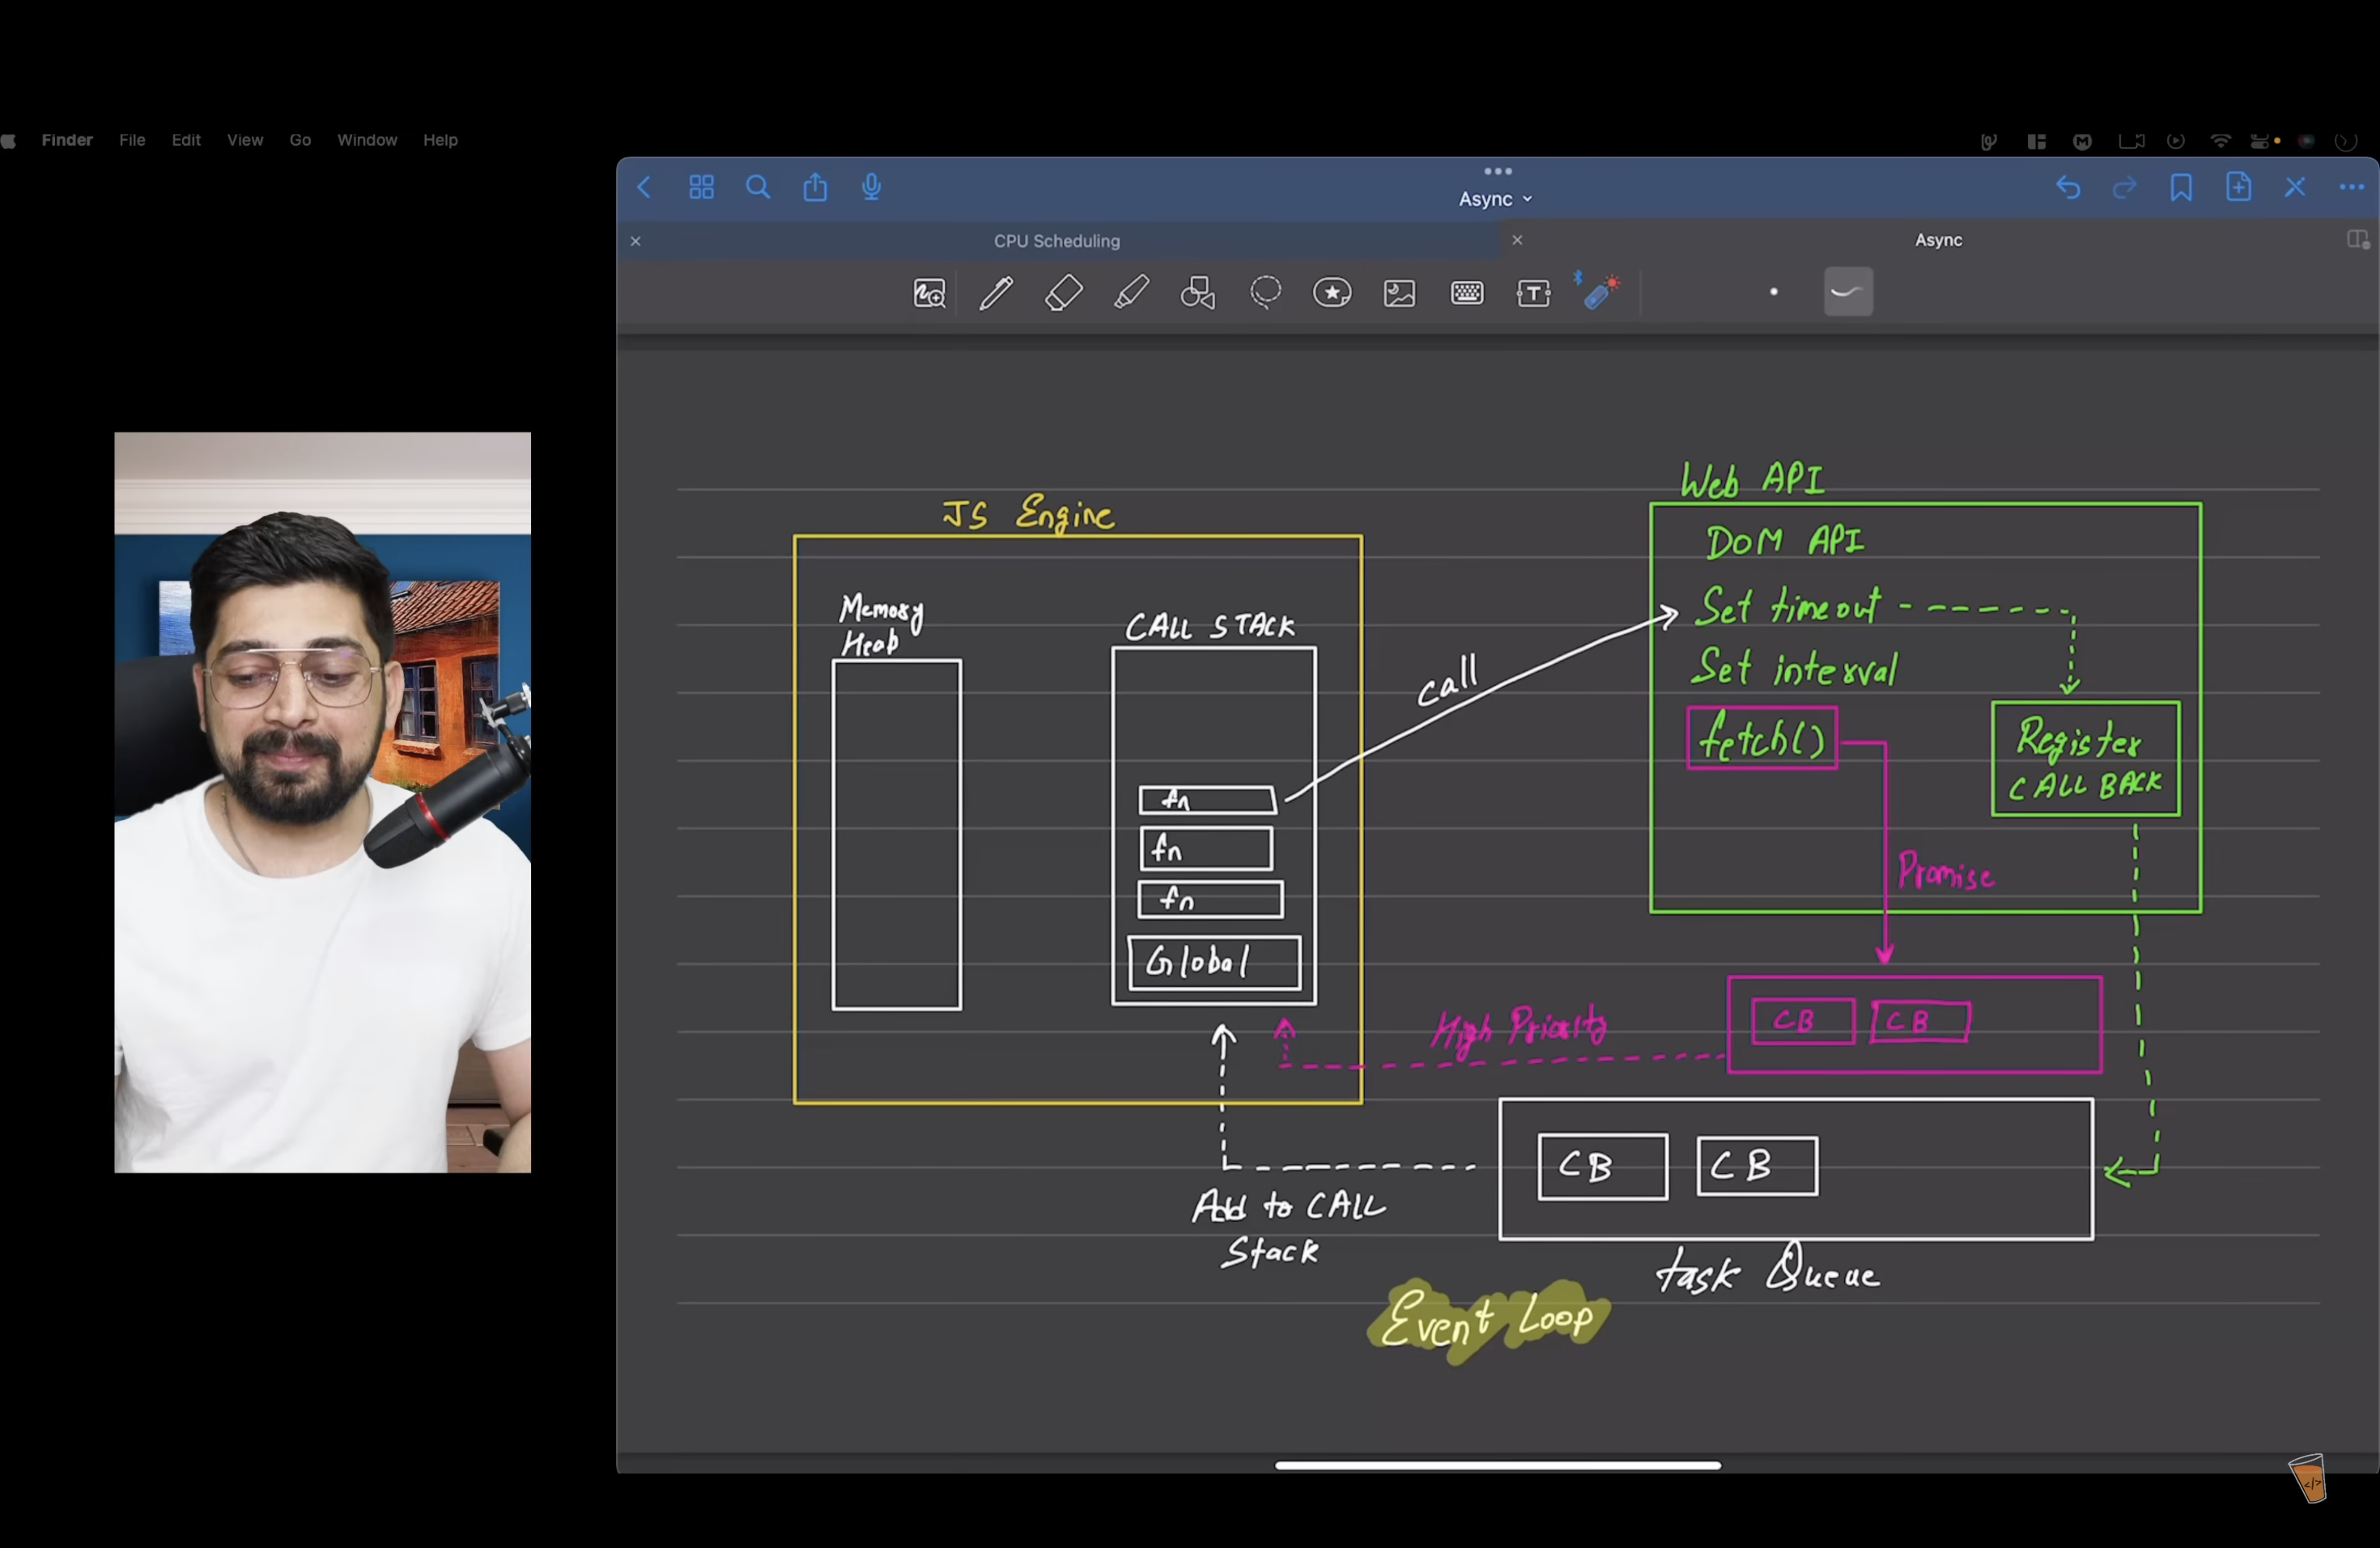 Finder File Edit View Go Window Help
Async
CPU Scheduling
Async
T
Web API
JS Engine
DOM API
Memory
Heap
CALL STACK
Set timeout
call
Set interval
fetch()
Register
CALL BACK
fn
fn
fn
Promise
Global
High Priority
CB CB
CB CB
Add to CALL
Stack
task Queue
Event Loop